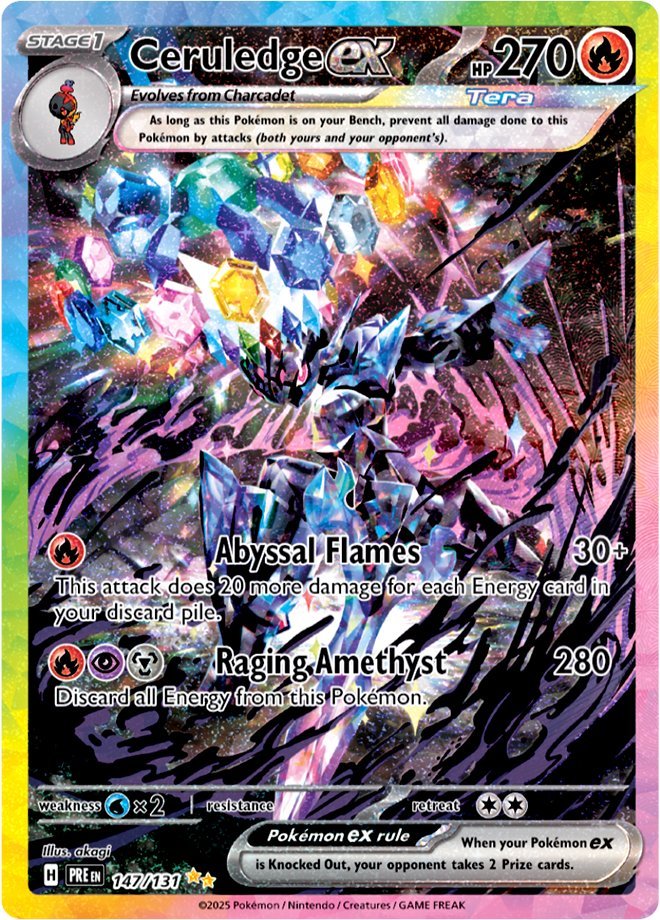 STAGE 1 Ceruledge ex HP 270
Evolves from Charcadet Tera
As long as this Pokémon is on your Bench, prevent all damage done to this
Pokémon by attacks (both yours and your opponent's).
Abyssal Flames 30+
This attack does 20 more damage for each Energy card in
your discard pile.
Raging Amethyst 280
Discard all Energy from this Pokémon.
weakness ×2 resistance retreat
Pokémon ex rule When your Pokémon ex
is Knocked Out, your opponent takes 2 Prize cards.
Illus. akagi
H PRE EN 147/131
©2025 Pokémon / Nintendo / Creatures / GAME FREAK